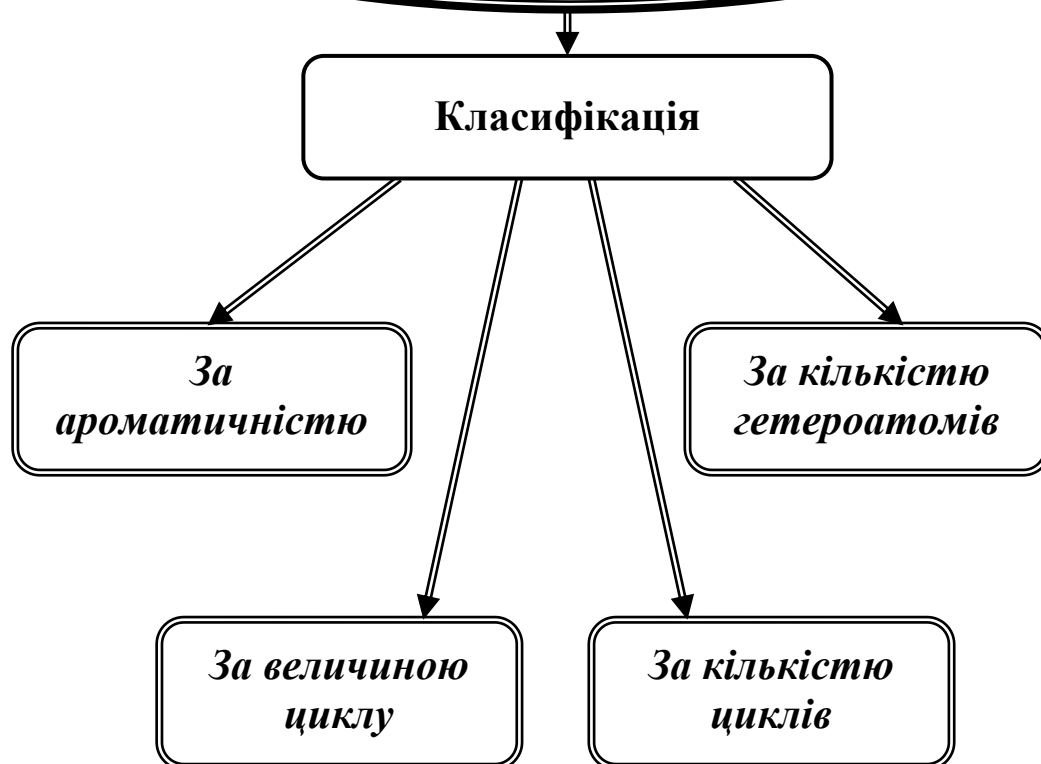 Класифікація
За
ароматичністю
За кількістю
гетероатомів
За величиною
циклу
За кількістю
циклів